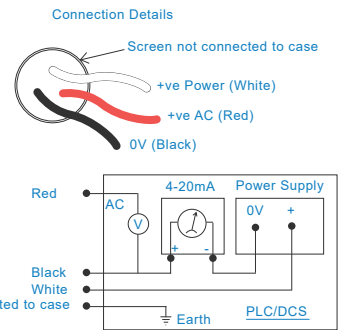 Connection Details
Screen not connected to case
+ve Power (White)
+ve AC (Red)
0V (Black)
Red
AC
4-20mA
Power Supply
0V +
V
+ -
Black
White
ted to case
Earth
PLC/DCS